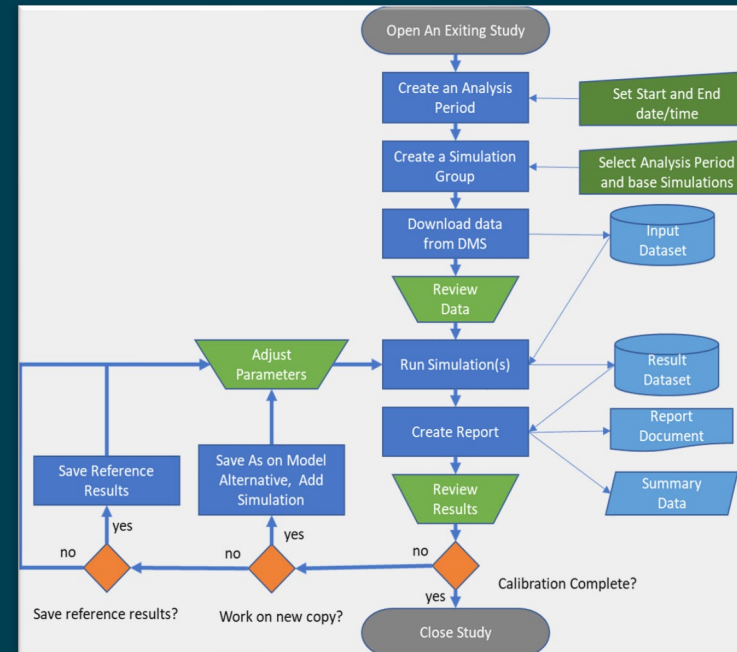 Open An Exiting Study
Create an Analysis
Period
Set Start and End
date/time
Create a Simulation
Group
Select Analysis Period
and base Simulations
Download data
from DMS
Input
Dataset
Review
Data
Adjust
Parameters
Run Simulation(s)
Result
Dataset
Create Report
Report
Document
Save Reference
Results
Save As on Model
Alternative, Add
Simulation
Review
Results
Summary
Data
yes
yes
no
no
no
Calibration Complete?
yes
Save reference results?
Work on new copy?
Close Study